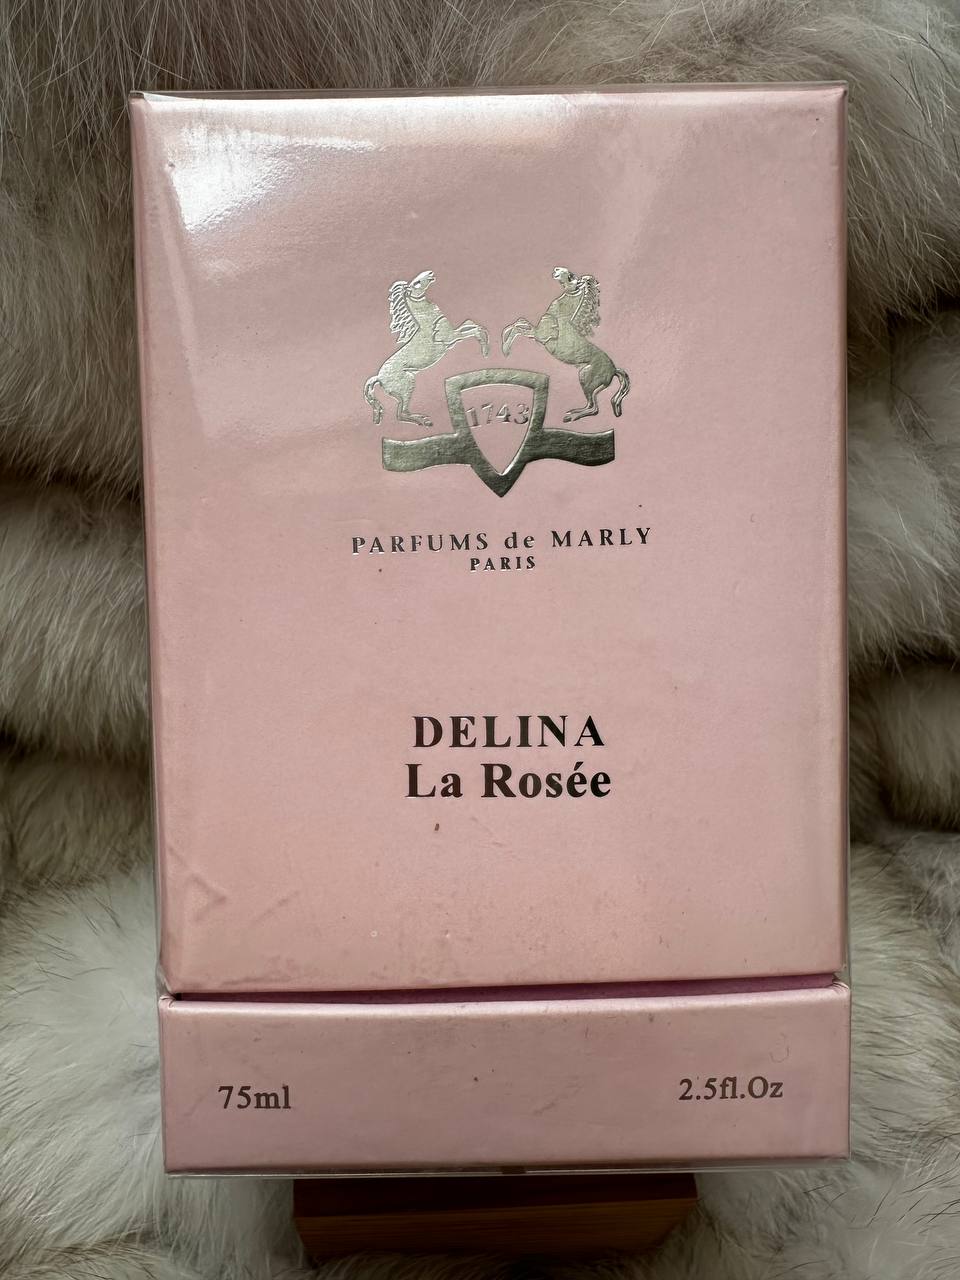 1743
PARFUMS de MARLY
PARIS
DELINA
La Rosée
75ml
2.5fl.Oz